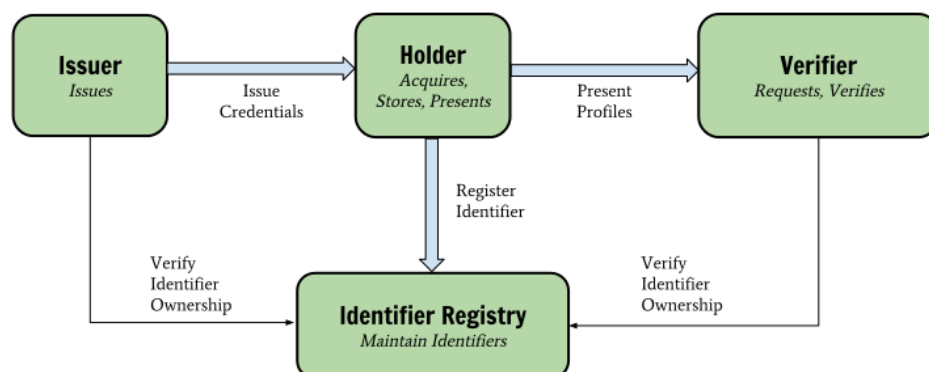 Issuer
Issues
Issue
Credentials
Holder
Acquires,
Stores, Presents
Present
Profiles
Verifier
Requests, Verifies
Register
Identifier
Verify
Identifier
Ownership
Verify
Identifier
Ownership
Identifier Registry
Maintain Identifiers